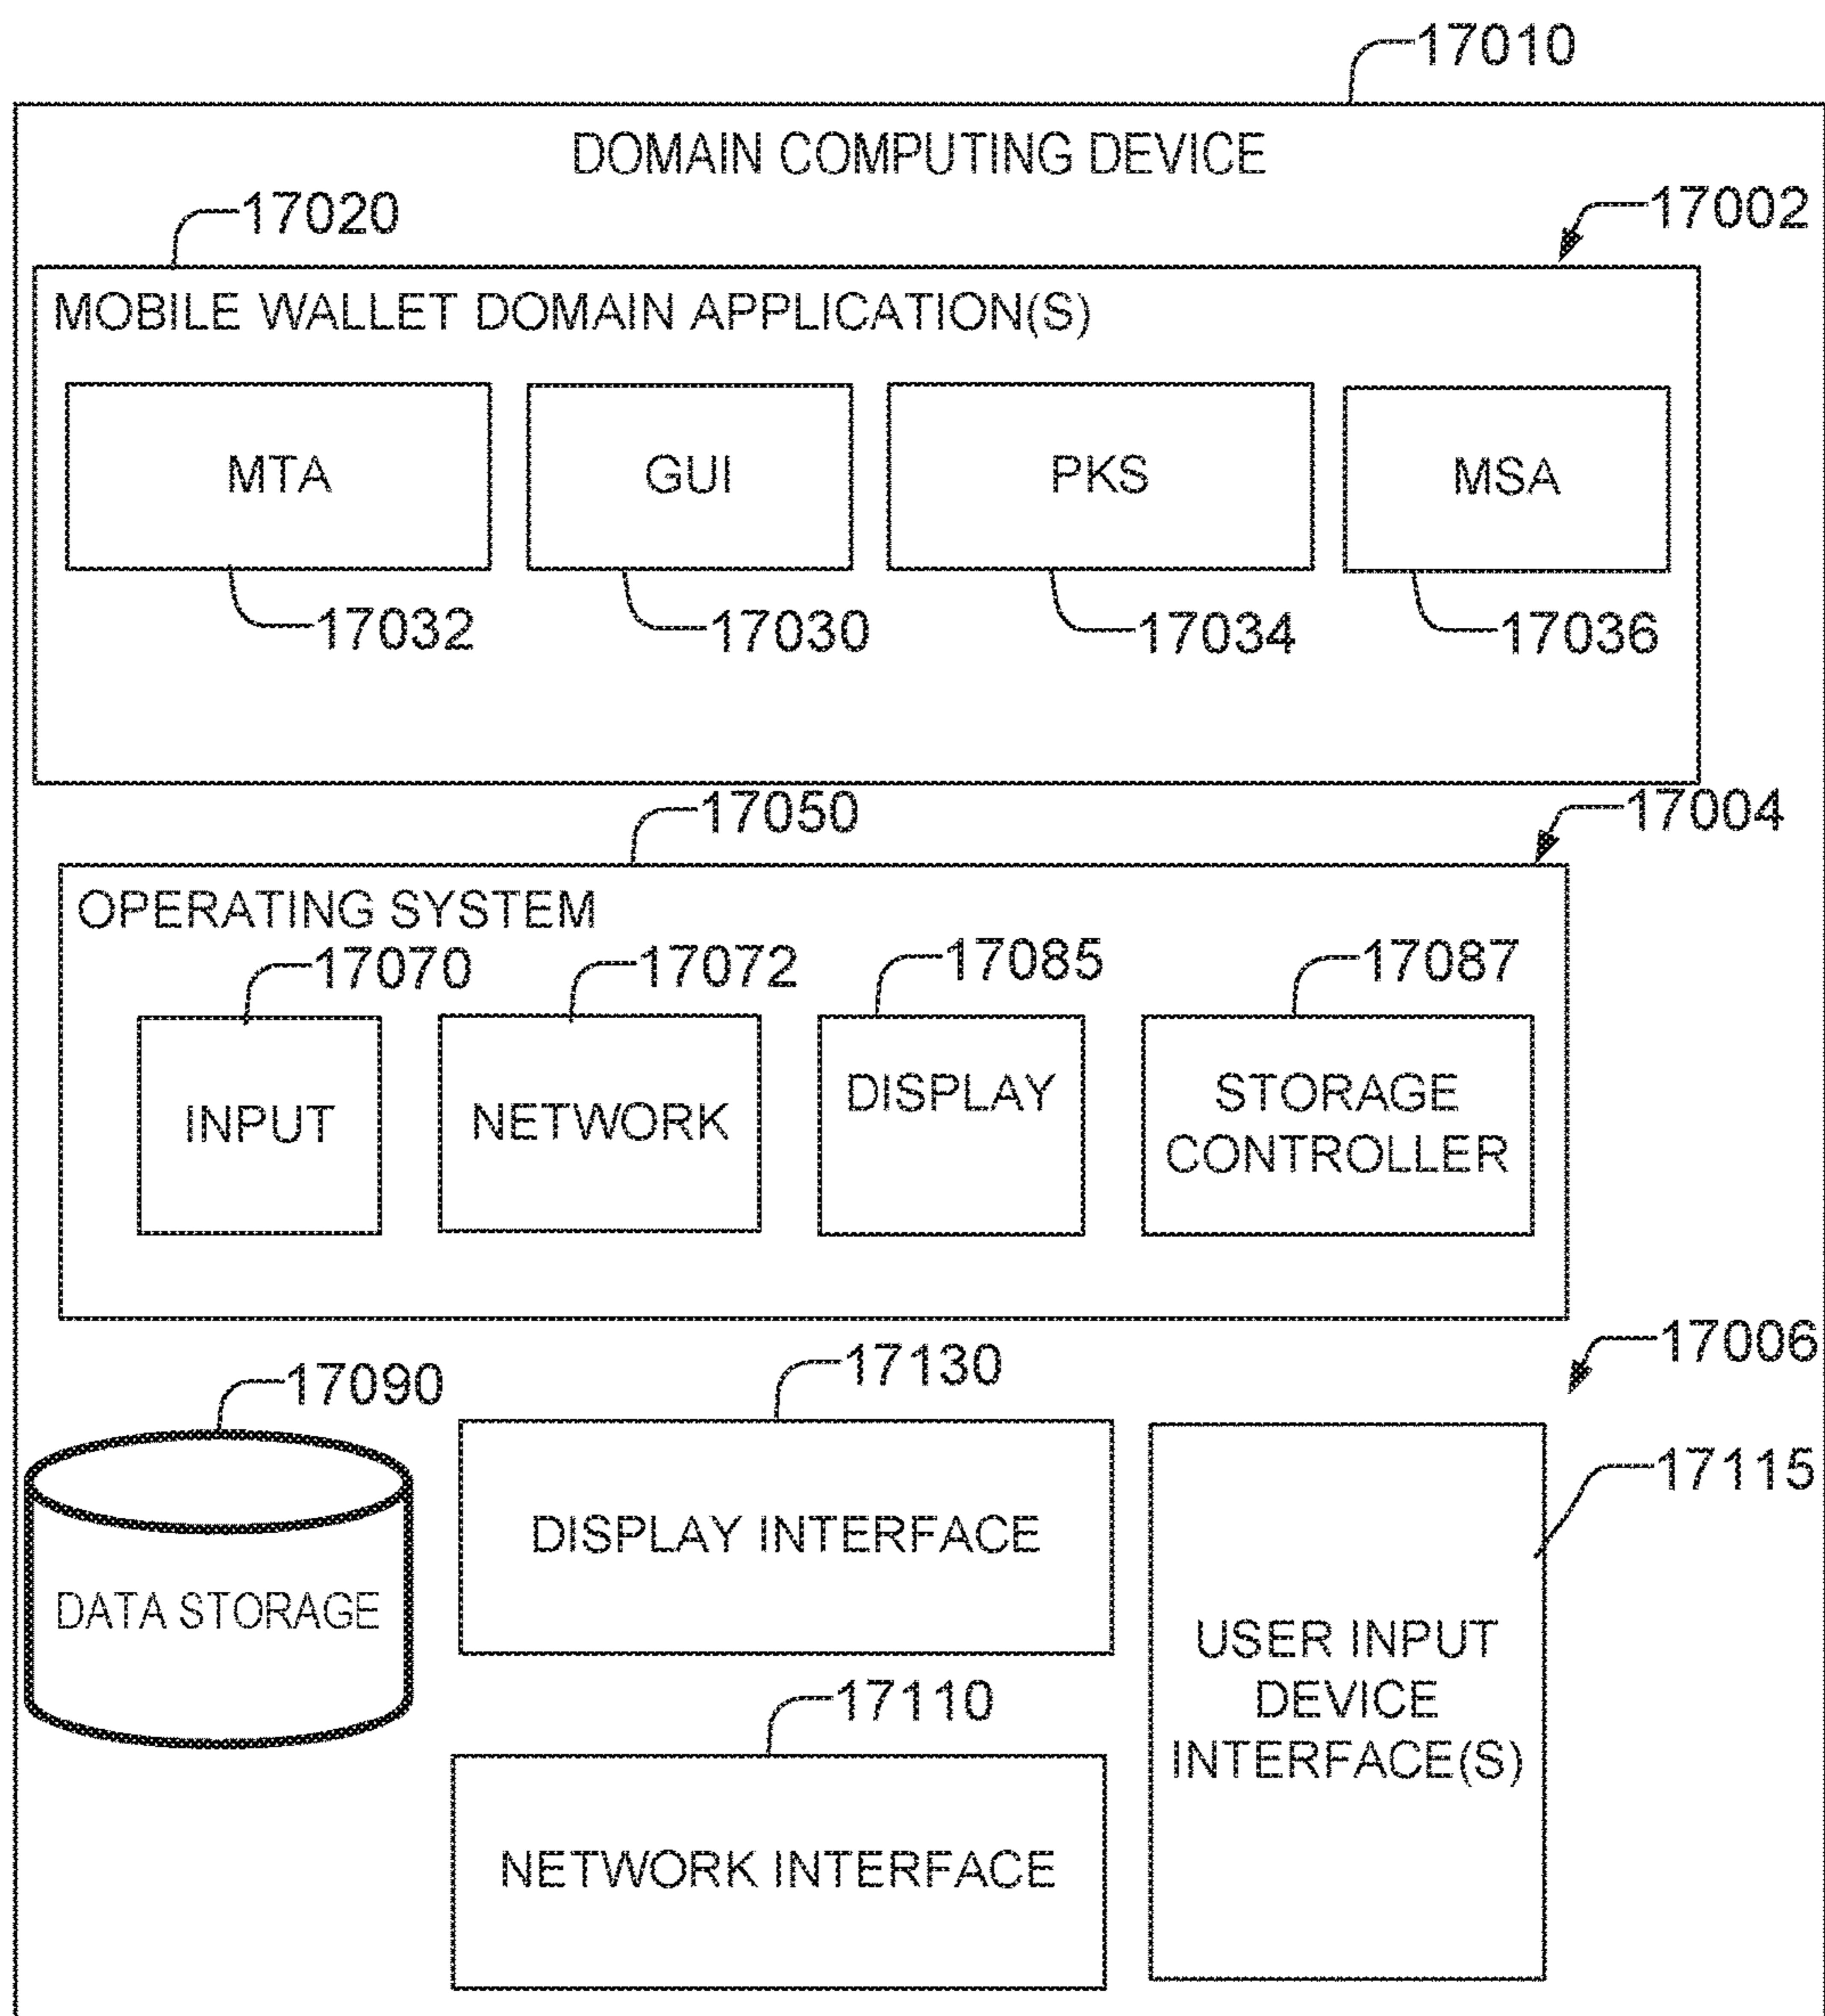 17010
DOMAIN COMPUTING DEVICE
17020
17002
MOBILE WALLET DOMAIN APPLICATION(S)
MTA
GUI
PKS
MSA
17032
17030
17034
17036
17050
17004
OPERATING SYSTEM
17070
17072
17085
17087
INPUT
NETWORK
DISPLAY
STORAGE
CONTROLLER
17006
17090
17130
17115
DATA STORAGE
DISPLAY INTERFACE
USER INPUT
DEVICE
INTERFACE(S)
17110
NETWORK INTERFACE